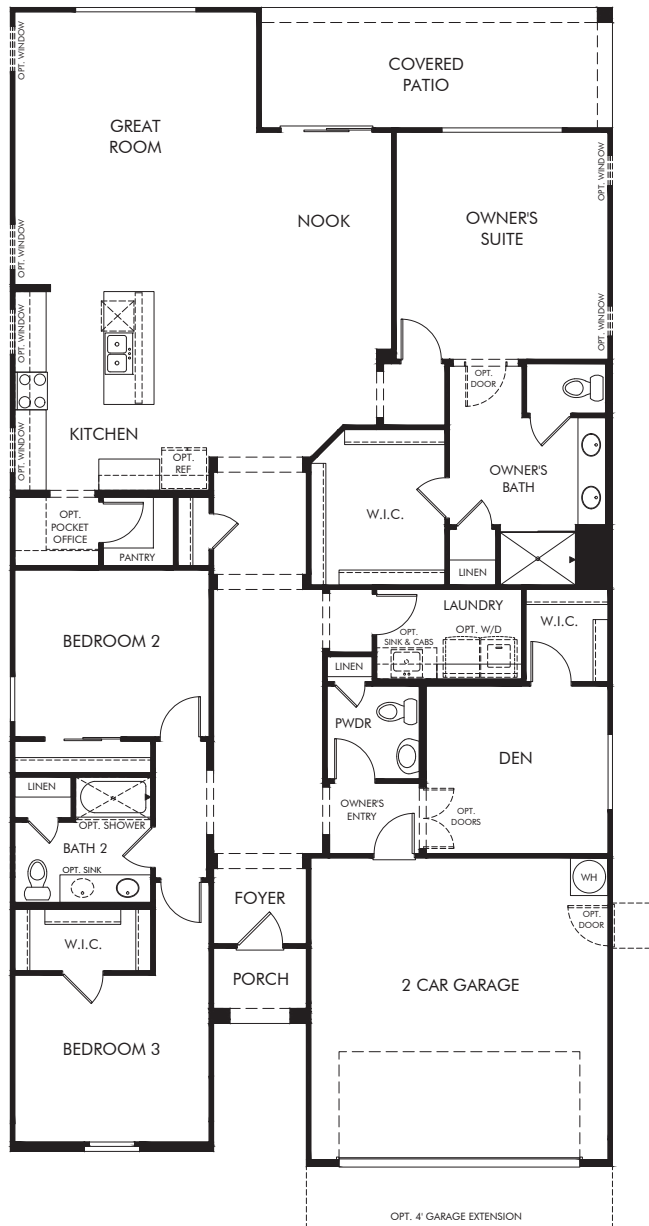 OPT. WINDOW
COVERED
PATIO
GREAT
ROOM
OPT. WINDOW
NOOK
OWNER'S
SUITE
OPT. WINDOW
OPT. WINDOW
OPT. WINDOW
OPT.
DOOR
KITCHEN
OPT. WINDOW
OPT.
REF
OWNER'S
BATH
W.I.C.
OPT.
POCKET
OFFICE
PANTRY
LINEN
LAUNDRY
OPT.
SINK & CABS
OPT. W/D
W.I.C.
BEDROOM 2
LINEN
PWDR
DEN
LINEN
OPT. SHOWER
OWNER'S
ENTRY
OPT.
DOORS
BATH 2
OPT. SINK
FOYER
WH
OPT.
DOOR
W.I.C.
PORCH
2 CAR GARAGE
BEDROOM 3
OPT. 4' GARAGE EXTENSION